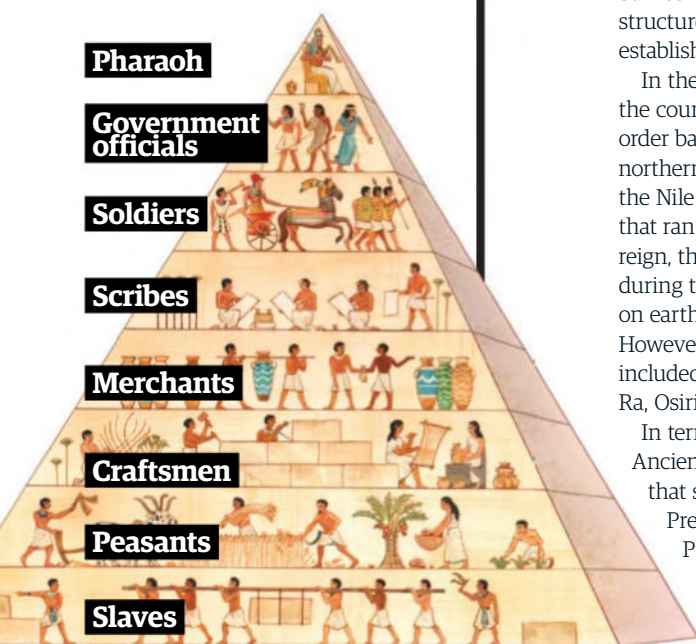 Pharaoh
Government
officials
Soldiers
Scribes
Merchants
Craftsmen
Peasants
Slaves
structure
establish
In the
the coun
order ba
northern
the Nile
that ran
reign, th
during t
on earth
However
included
Ra, Osiri
In terr
Ancien
that s
Pre
P